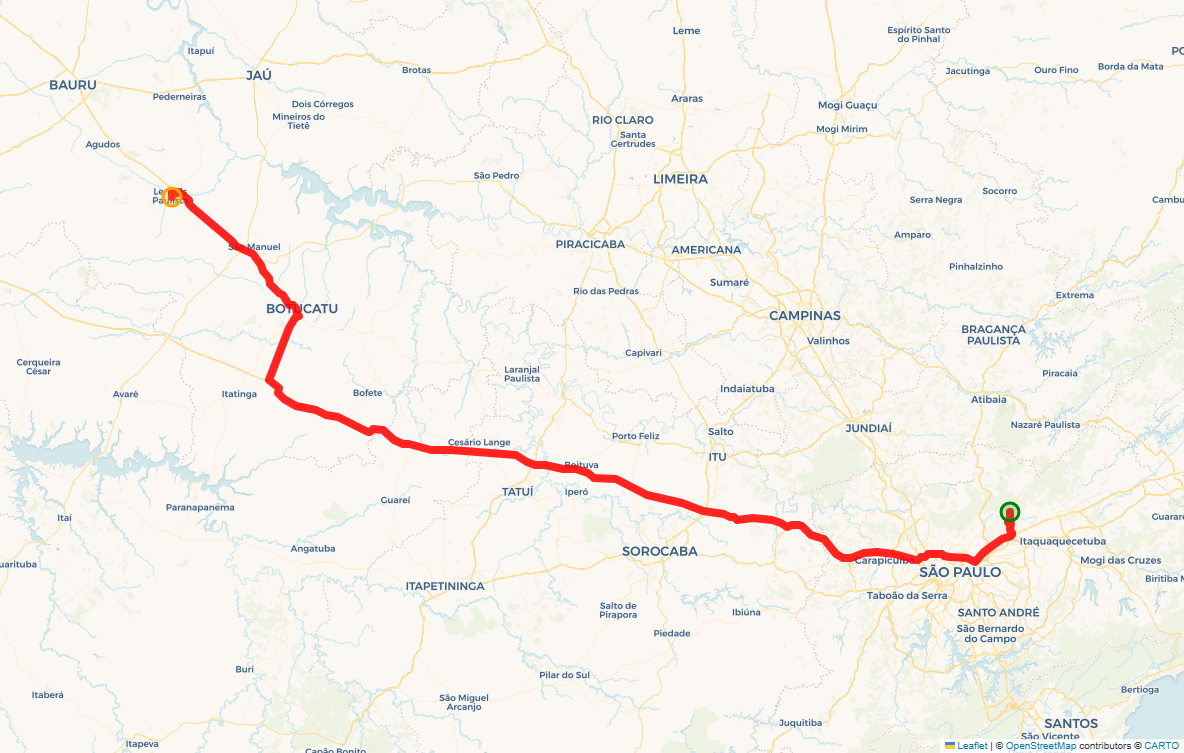 Leme
Espírito Santo
do Pinhal
Itapuí
JAÚ
Brotas
Jacutinga
Ouro Fino
Borda da Mata
BAURU
Pederneiras
Dois Córregos
Mineiros do
Tietê
Araras
Mogi Guaçu
RIO CLARO
Santa
Gertrudes
Mogi Mirim
Agudos
São Pedro
LIMEIRA
Socorro
Serra Negra
Amparo
PIRACICABA
AMERICANA
Pinhalzinho
Sumaré
Rio das Pedras
Extrema
BOTUCATU
CAMPINAS
BRAGANÇA
PAULISTA
Valinhos
Capivari
Cerqueira
César
Laranjal
Paulista
Piracaia
Avaré
Itatinga
Bofete
Indaiatuba
Atibaia
Nazaré Paulista
JUNDIAÍ
Salto
Porto Feliz
Cesário Lange
ITU
Boituva
TATUÍ
Iperó
Guareí
Paranapanema
Itaí
Angatuba
SOROCABA
Itaquaquecetuba
Mogi das Cruzes
Carapicuíba
SÃO PAULO
ITAPETININGA
Taboão da Serra
Salto de
Pirapora
Ibiúna
SANTO ANDRÉ
São Bernardo
do Campo
Piedade
Buri
Pilar do Sul
Itaberá
São Miguel
Arcanjo
Bertioga
Juquitiba
SANTOS
São Vicente
Itapeva
Leaflet | © OpenStreetMap contributors © CARTO